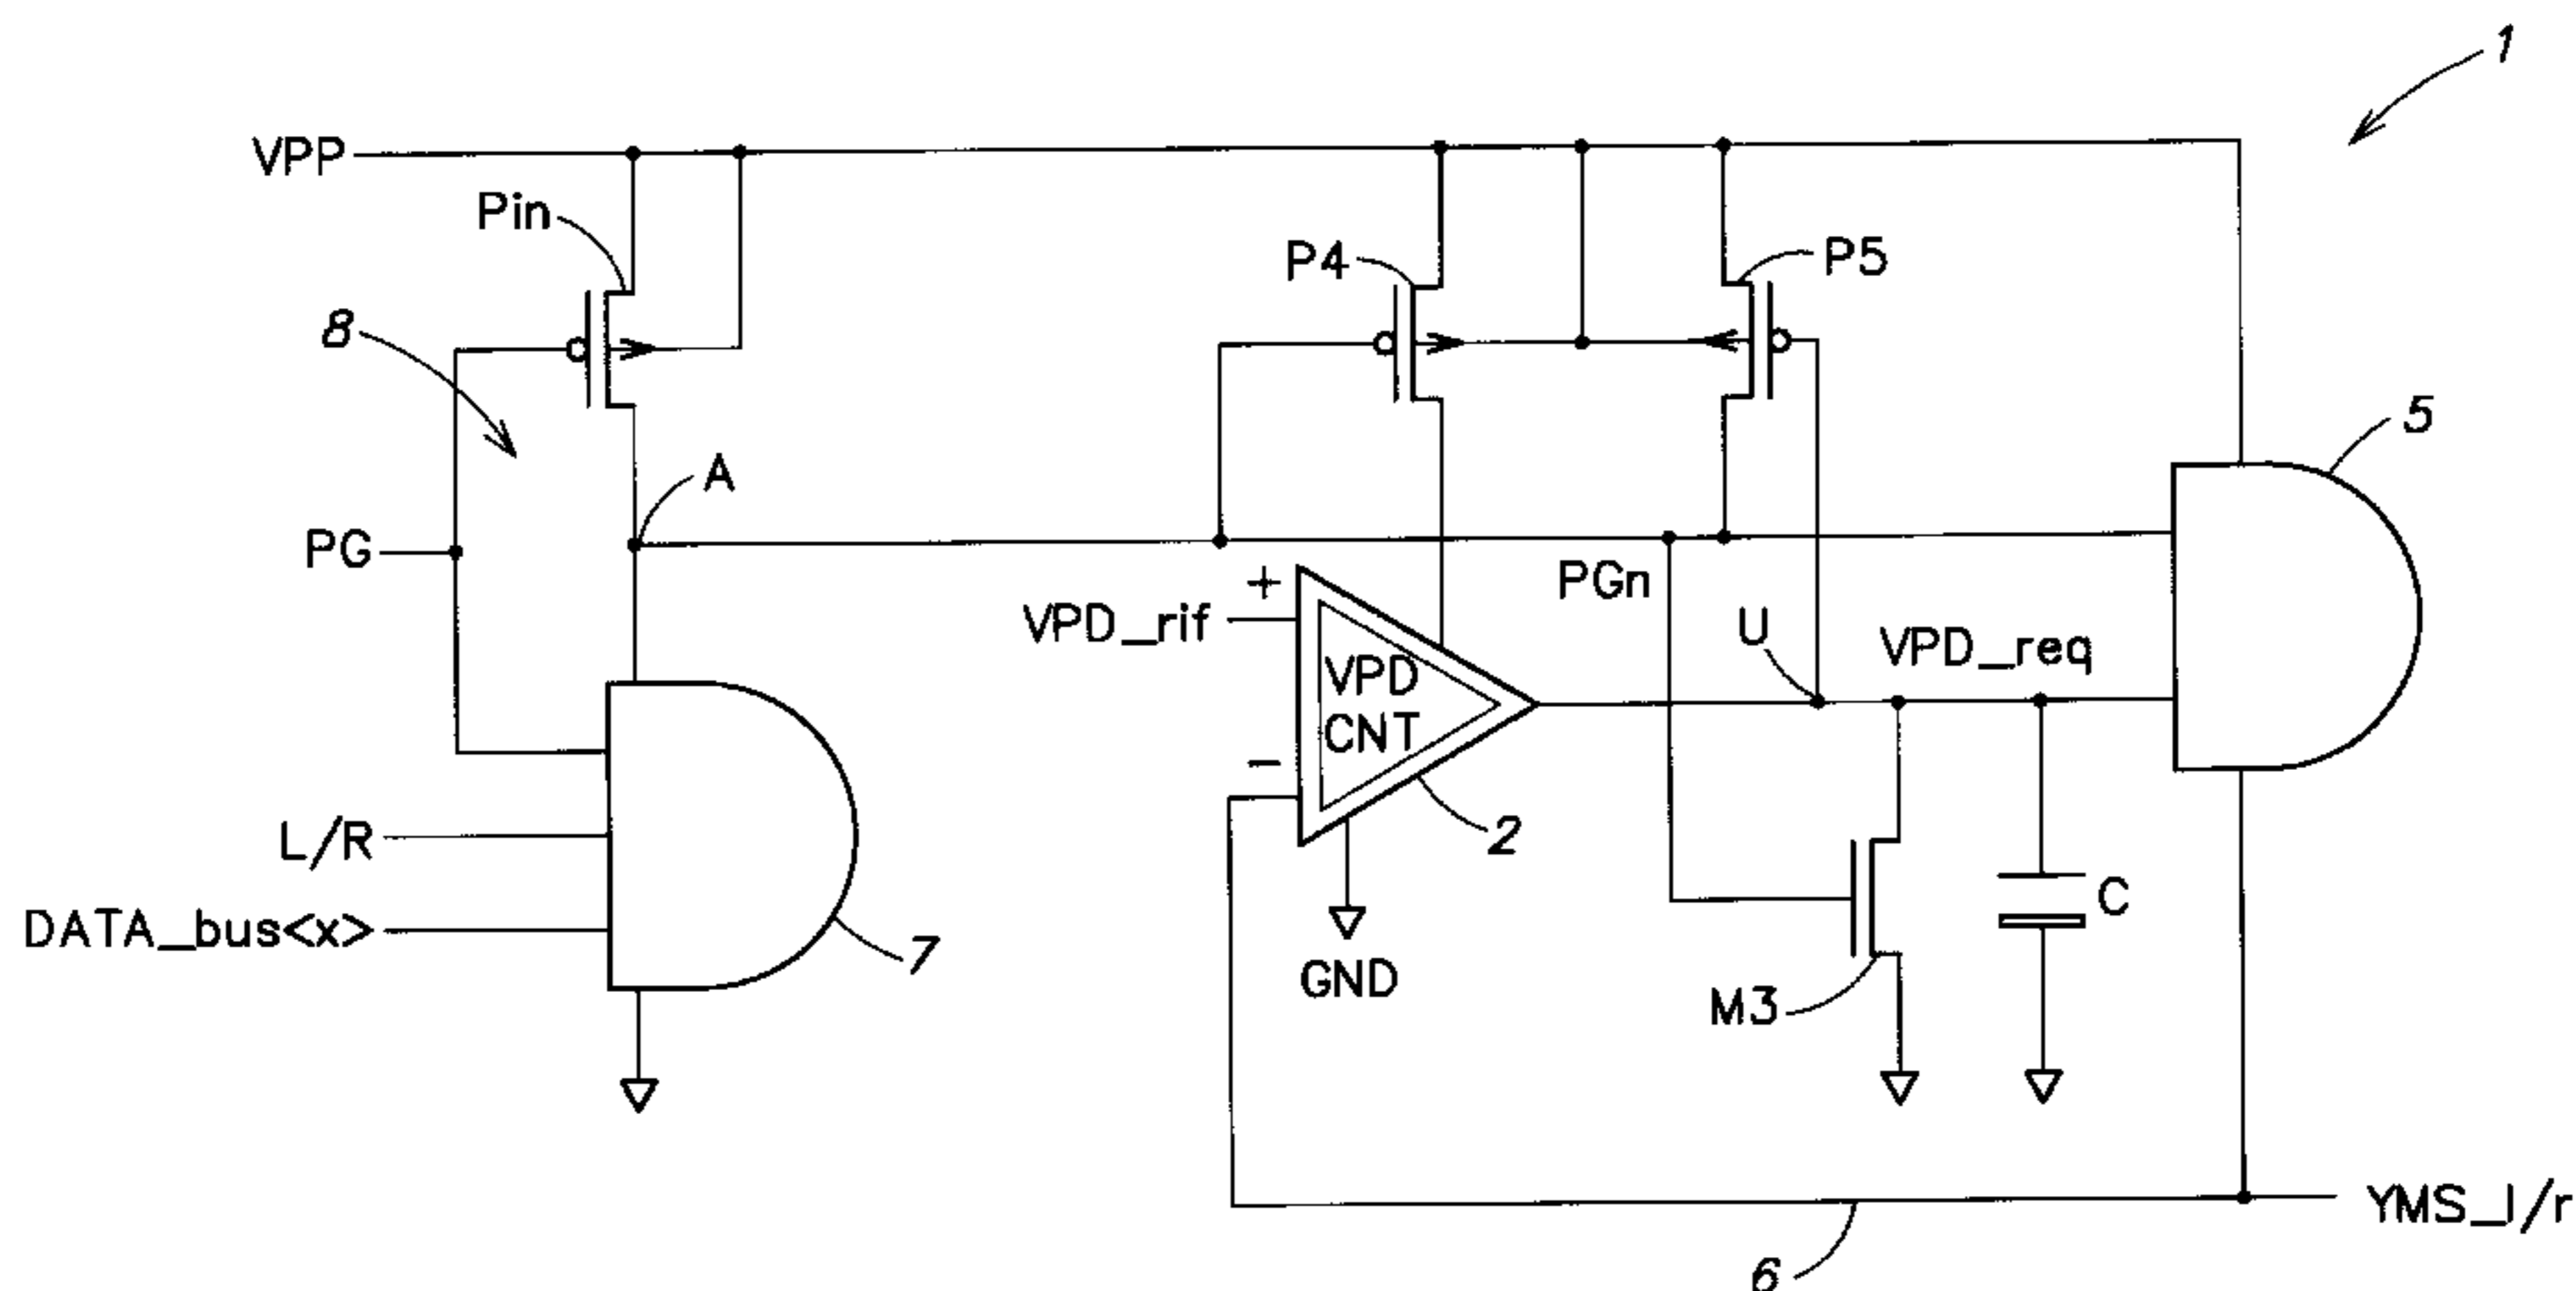 1
VPP
Pin
P4
P5
8
5
A
PG
PGn
+
VPD_rif
U
VPD_req
VPD
CNT
-
L/R
2
C
DATA_bus<x>
7
GND
M3
YMS_l/r
6